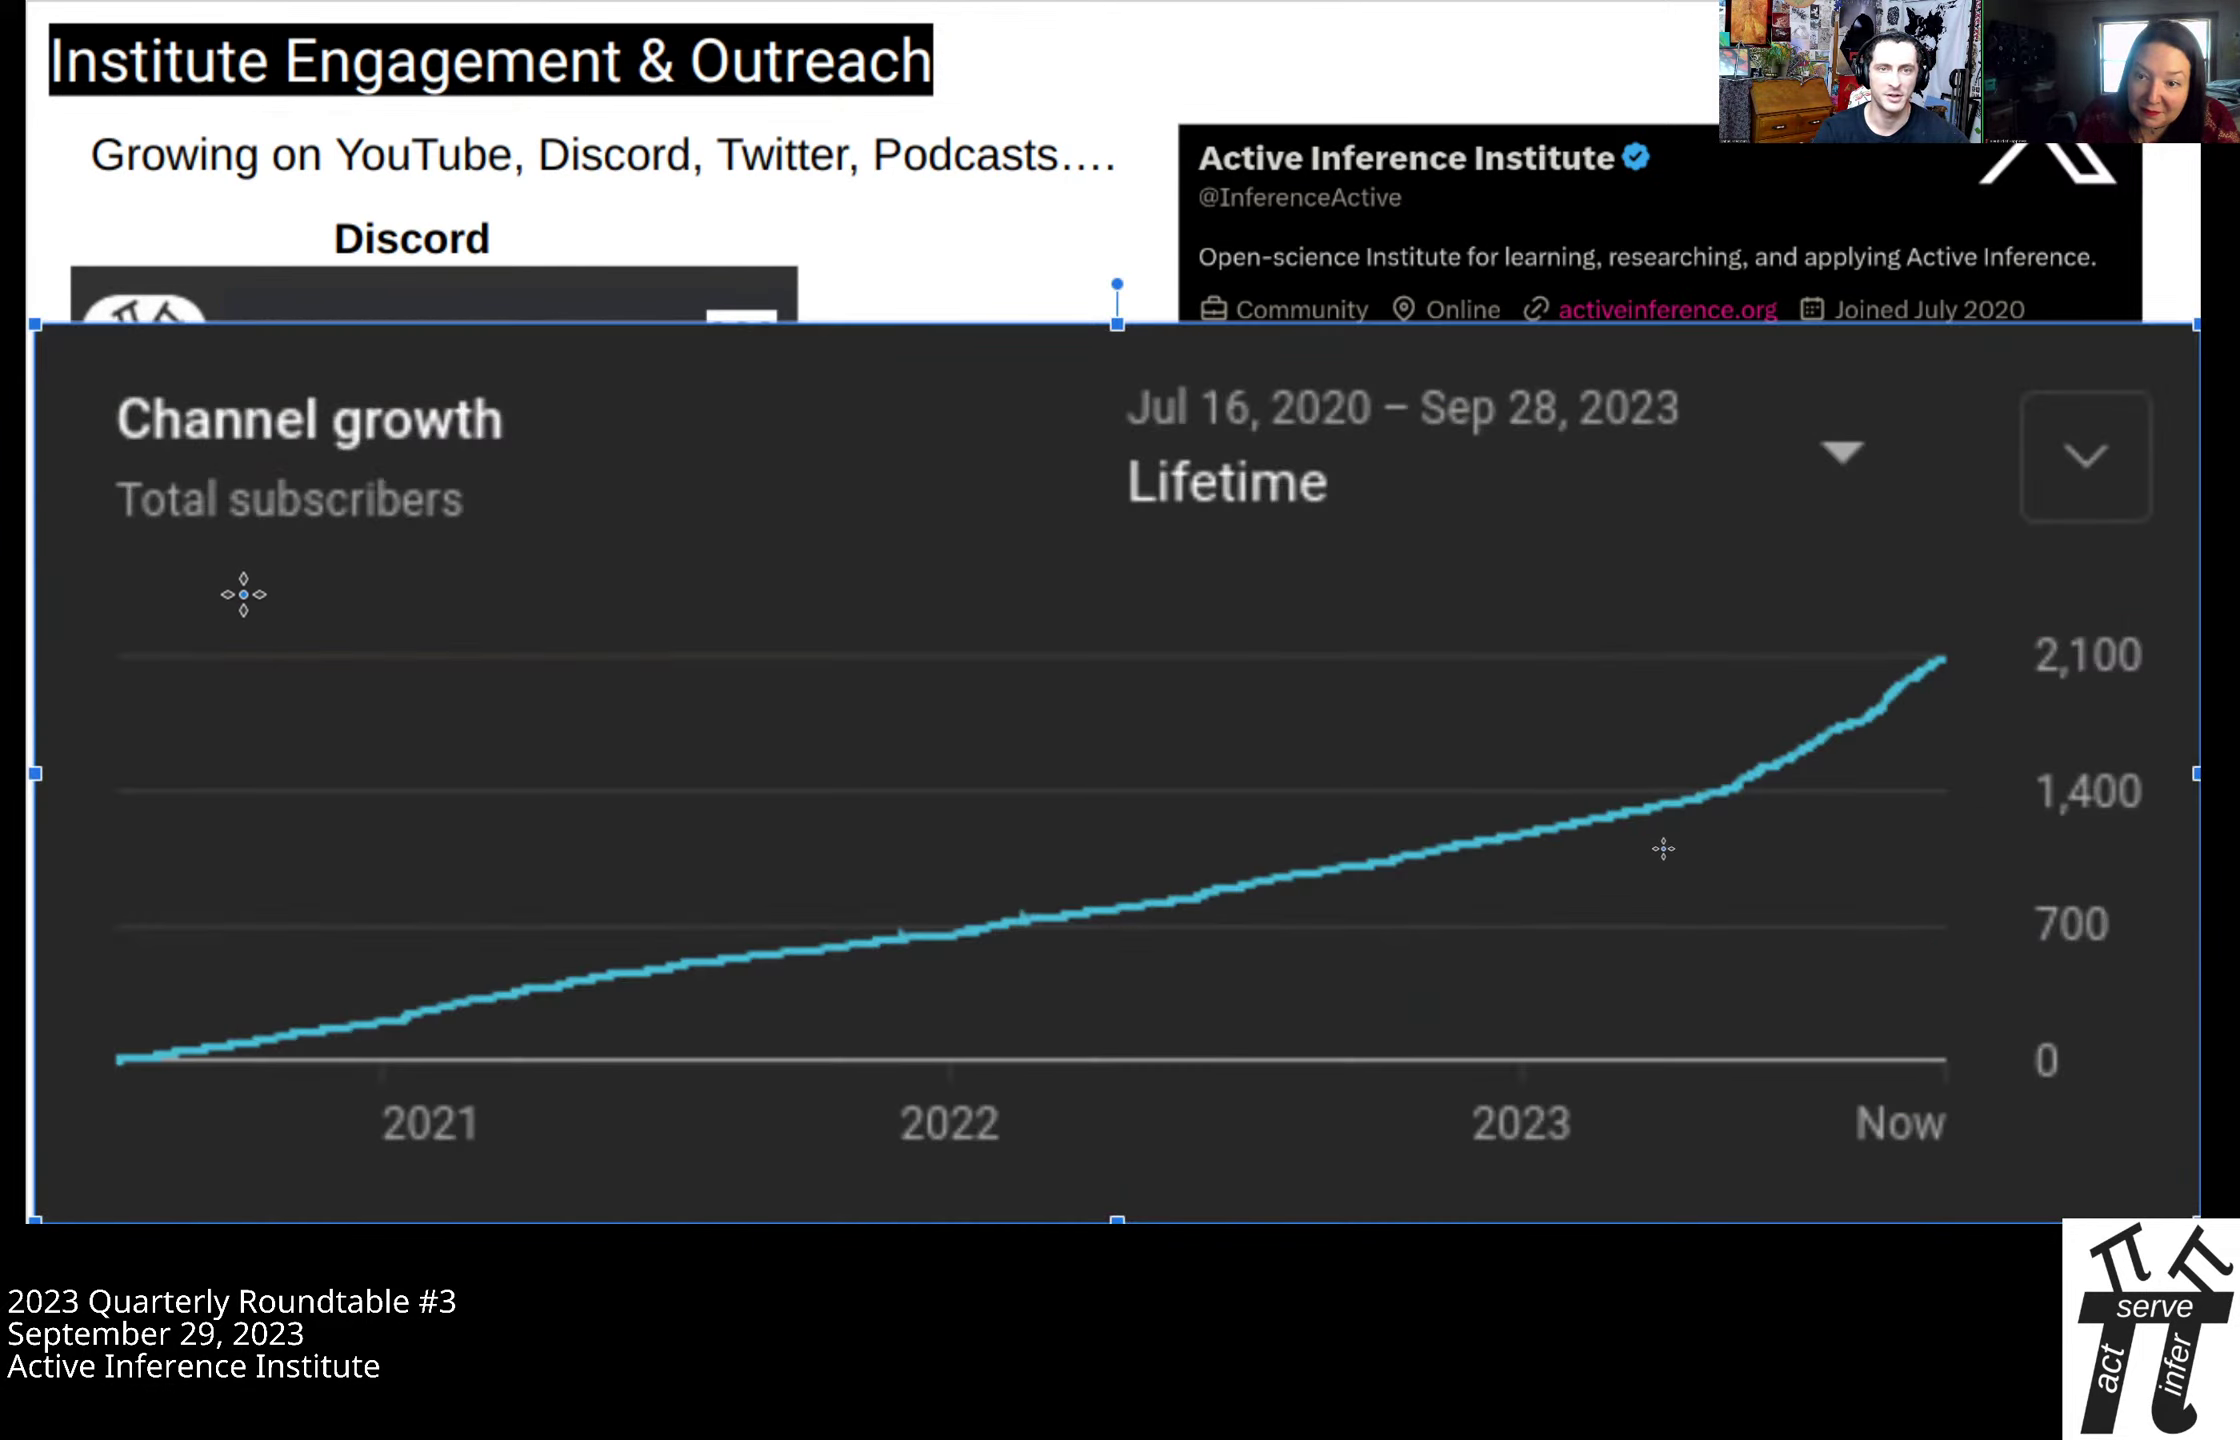 Institute Engagement & Outreach
Growing on YouTube, Discord, Twitter, Podcasts....
Discord
Active Inference Institute
@InferenceActive
Open-science Institute for learning, researching, and applying Active Inference.
Community Online activeinference.org Joined July 2020
Channel growth
Total subscribers
Jul 16, 2020 – Sep 28, 2023
Lifetime
2,100
1,400
700
0
2021 2022 2023 Now
2023 Quarterly Roundtable #3
September 29, 2023
Active Inference Institute
serve
act
infer